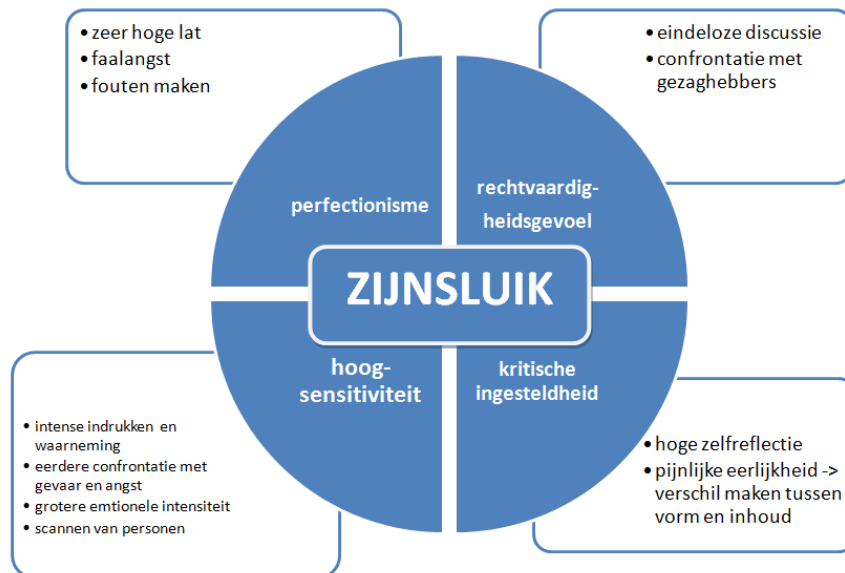 • zeer hoge lat
• faalangst
• fouten maken
• eindeloze discussie
• confrontatie met
gezaghebbers
perfectionisme
rechtvaardig-
heidsgevoel
ZIJNSLUIK
hoog-
sensitiviteit
kritische
ingesteldheid
• intense indrukken en
waarneming
• eerdere confrontatie met
gevaar en angst
• grotere emtionele intensiteit
• scannen van personen
• hoge zelfreflectie
• pijnlijke eerlijkheid ->
verschil maken tussen
vorm en inhoud